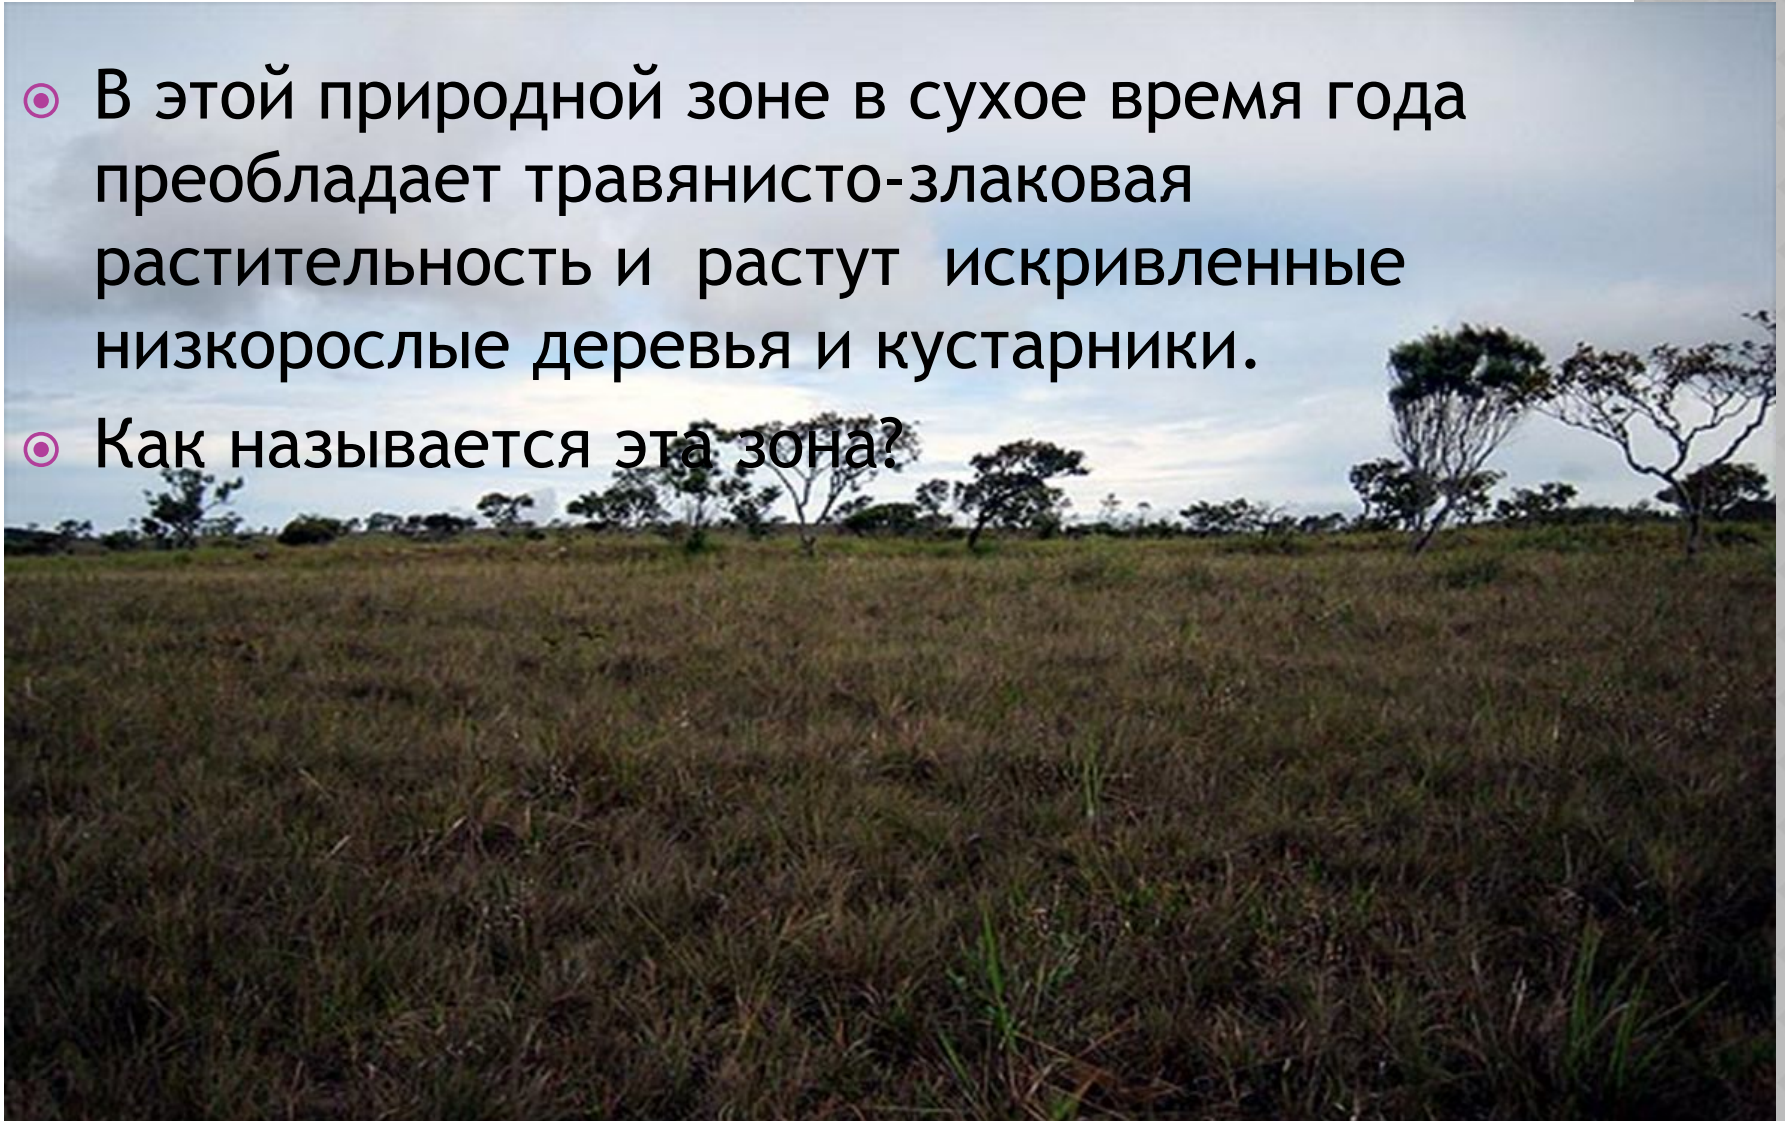 В этой природной зоне в сухое время года
преобладает травянисто-злаковая
растительность и растут искривленные
низкорослые деревья и кустарники.
Как называется эта зона?